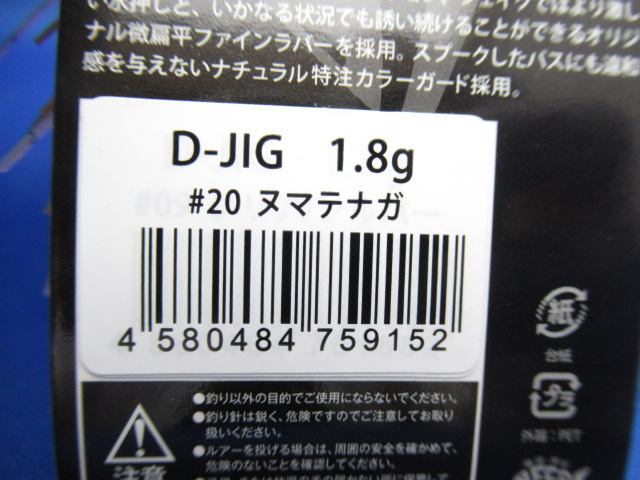 い水押しと、いかなる状況でも誘い続けることができるオリジ
ナル微扁平ファインラバーを採用。スプークしたバスにも違和
感を与えないナチュラル特注カラーガード採用。
D-JIG 1.8g
#20 ヌマテナガ
4 580484 759152
紙
台紙
プラ
外箱:PET
注意
●釣り以外の目的でご使用にならないでください。
●釣り針は鋭く、危険ですのでご注意してお取り
扱いください。
●ルアーを投げる場合は、周囲の安全を確かめて、
危険のないことを確認してください。